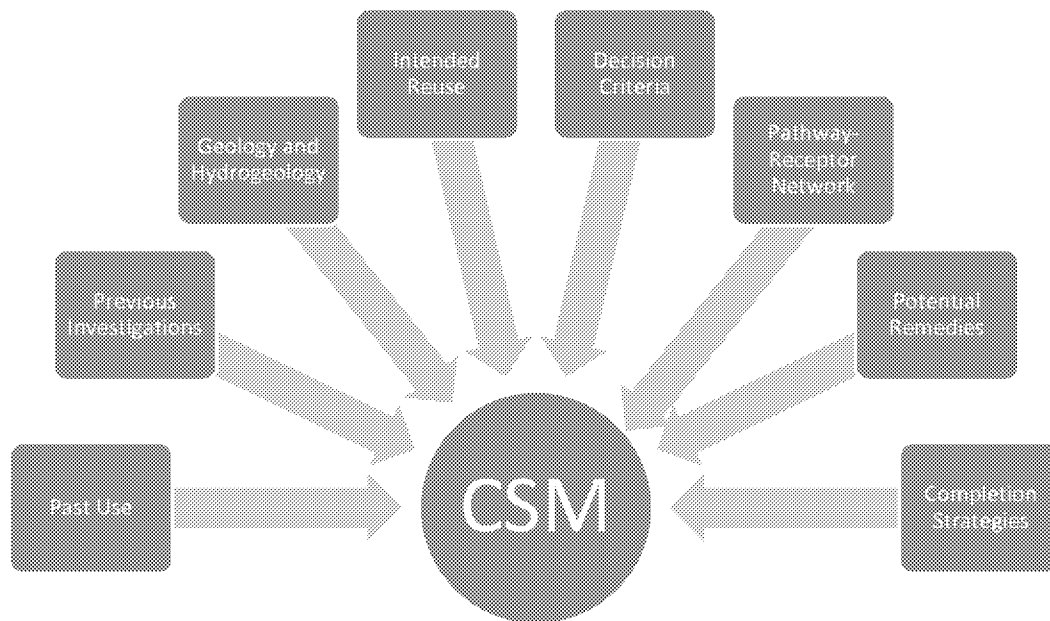 Intended
Reuse
Decision
Criteria
Geology and
Hydrogeology
Pathway-
Receptor
Network
Previous
Investigations
Potential
Remedies
Past Use
CSM
Completion
Strategies